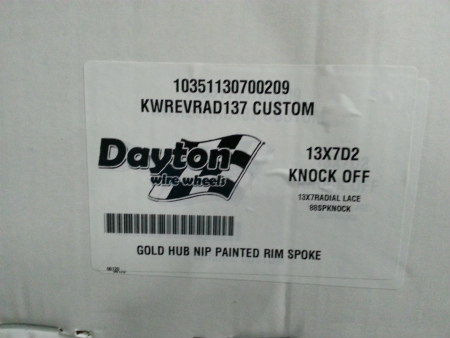 10351130700209
KWREVRAD137 CUSTOM
Dayton
wire wheels
13X7D2
KNOCK OFF
13X7RADIAL LACE
88SPKNOCK
GOLD HUB NIP PAINTED RIM SPOKE